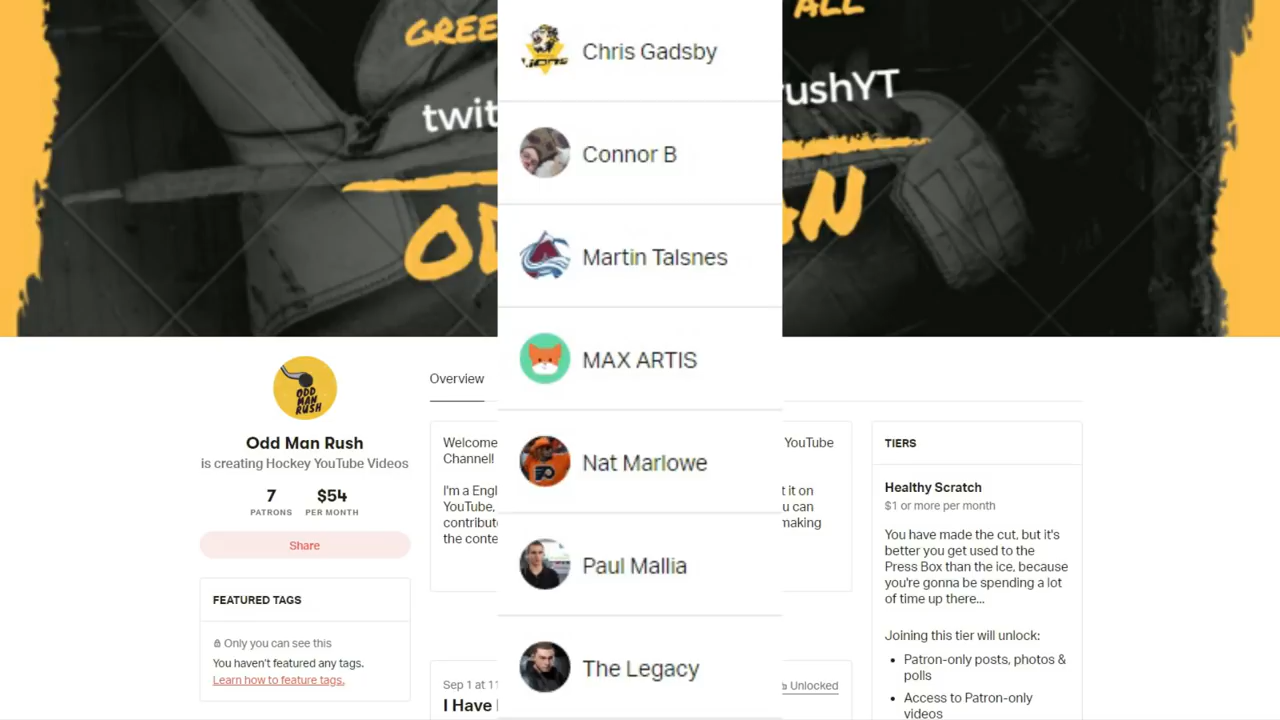 GREE
ALL
twit
rushYT
OD
AN
Chris Gadsby
LIONS
Connor B
Martin Talsnes
MAX ARTIS
Nat Marlowe
Paul Mallia
The Legacy
ODD
MAN
RUSH
Odd Man Rush
is creating Hockey YouTube Videos
7 $54
PATRONS PER MONTH
Share
FEATURED TAGS
Only you can see this
You haven't featured any tags.
Learn how to feature tags.
Overview
Welcome YouTube
Channel!
I'm a Engl t it on
YouTube, u can
contribut making
the conte
Sep 1 at 11 Unlocked
I Have
TIERS
Healthy Scratch
$1 or more per month
You have made the cut, but it's
better you get used to the
Press Box than the ice, because
you're gonna be spending a lot
of time up there...
Joining this tier will unlock:
• Patron-only posts, photos &
polls
• Access to Patron-only
videos